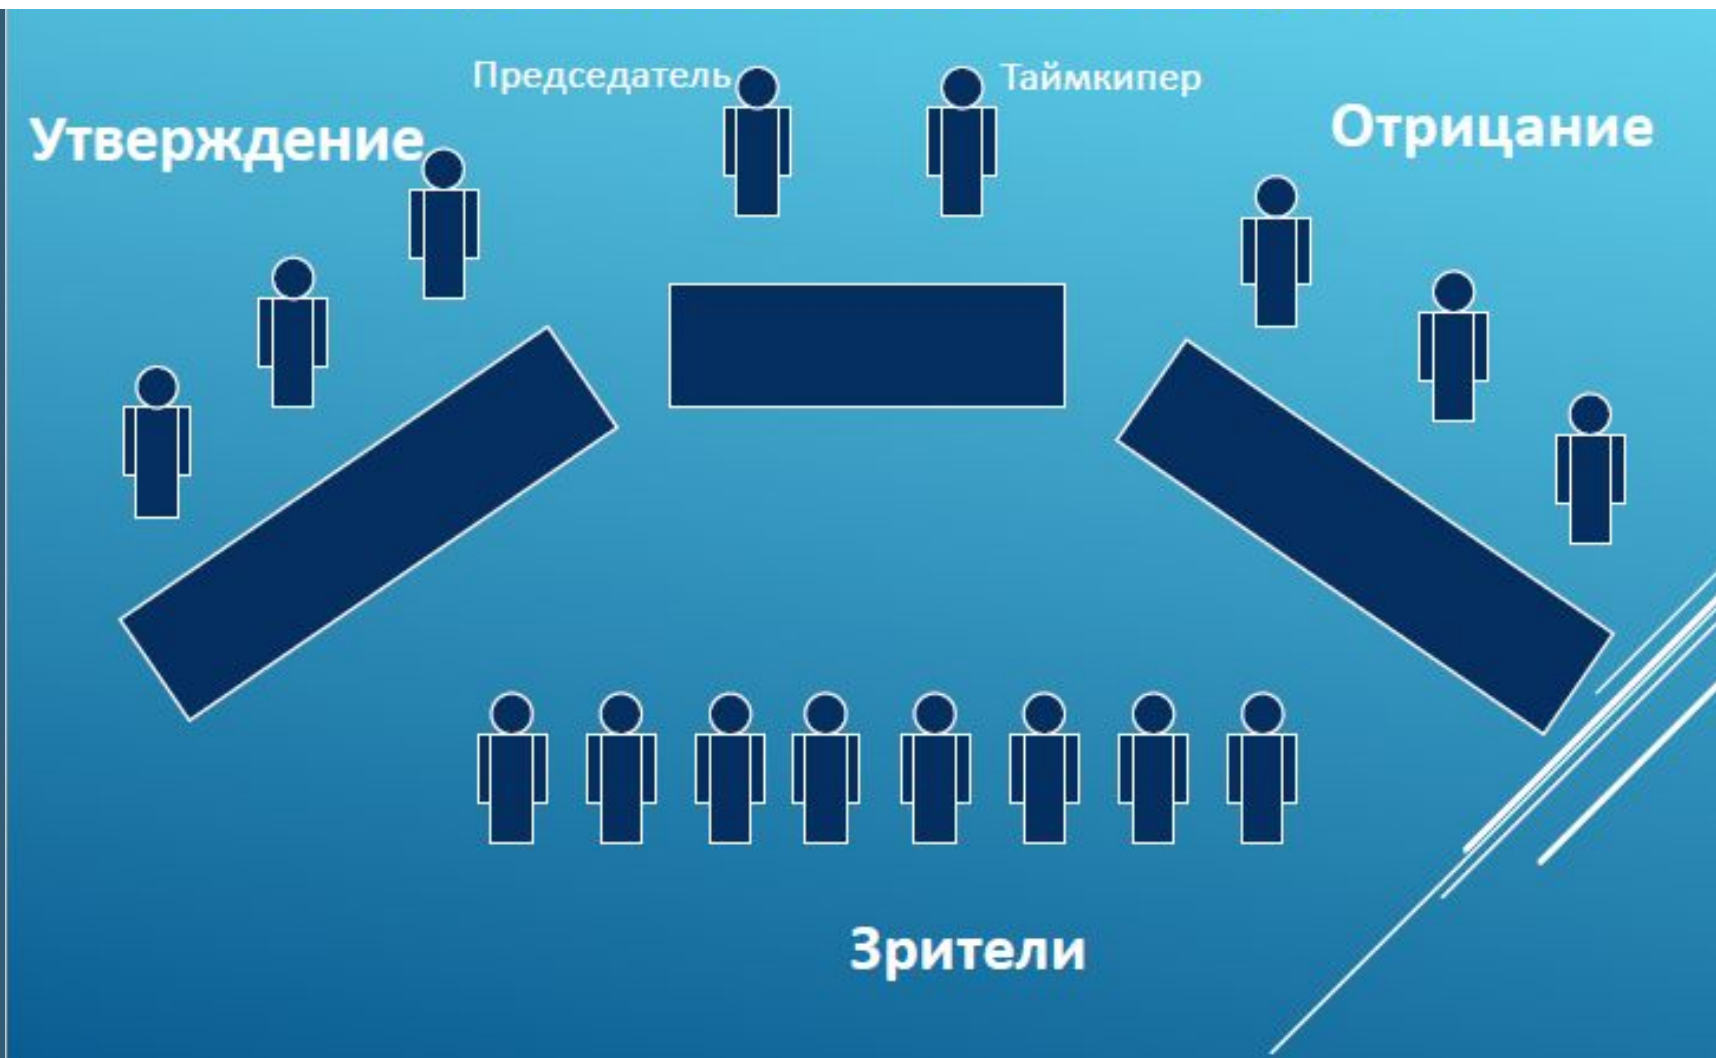 Председатель
Таймкипер
Утверждение
Отрицание
Зрители